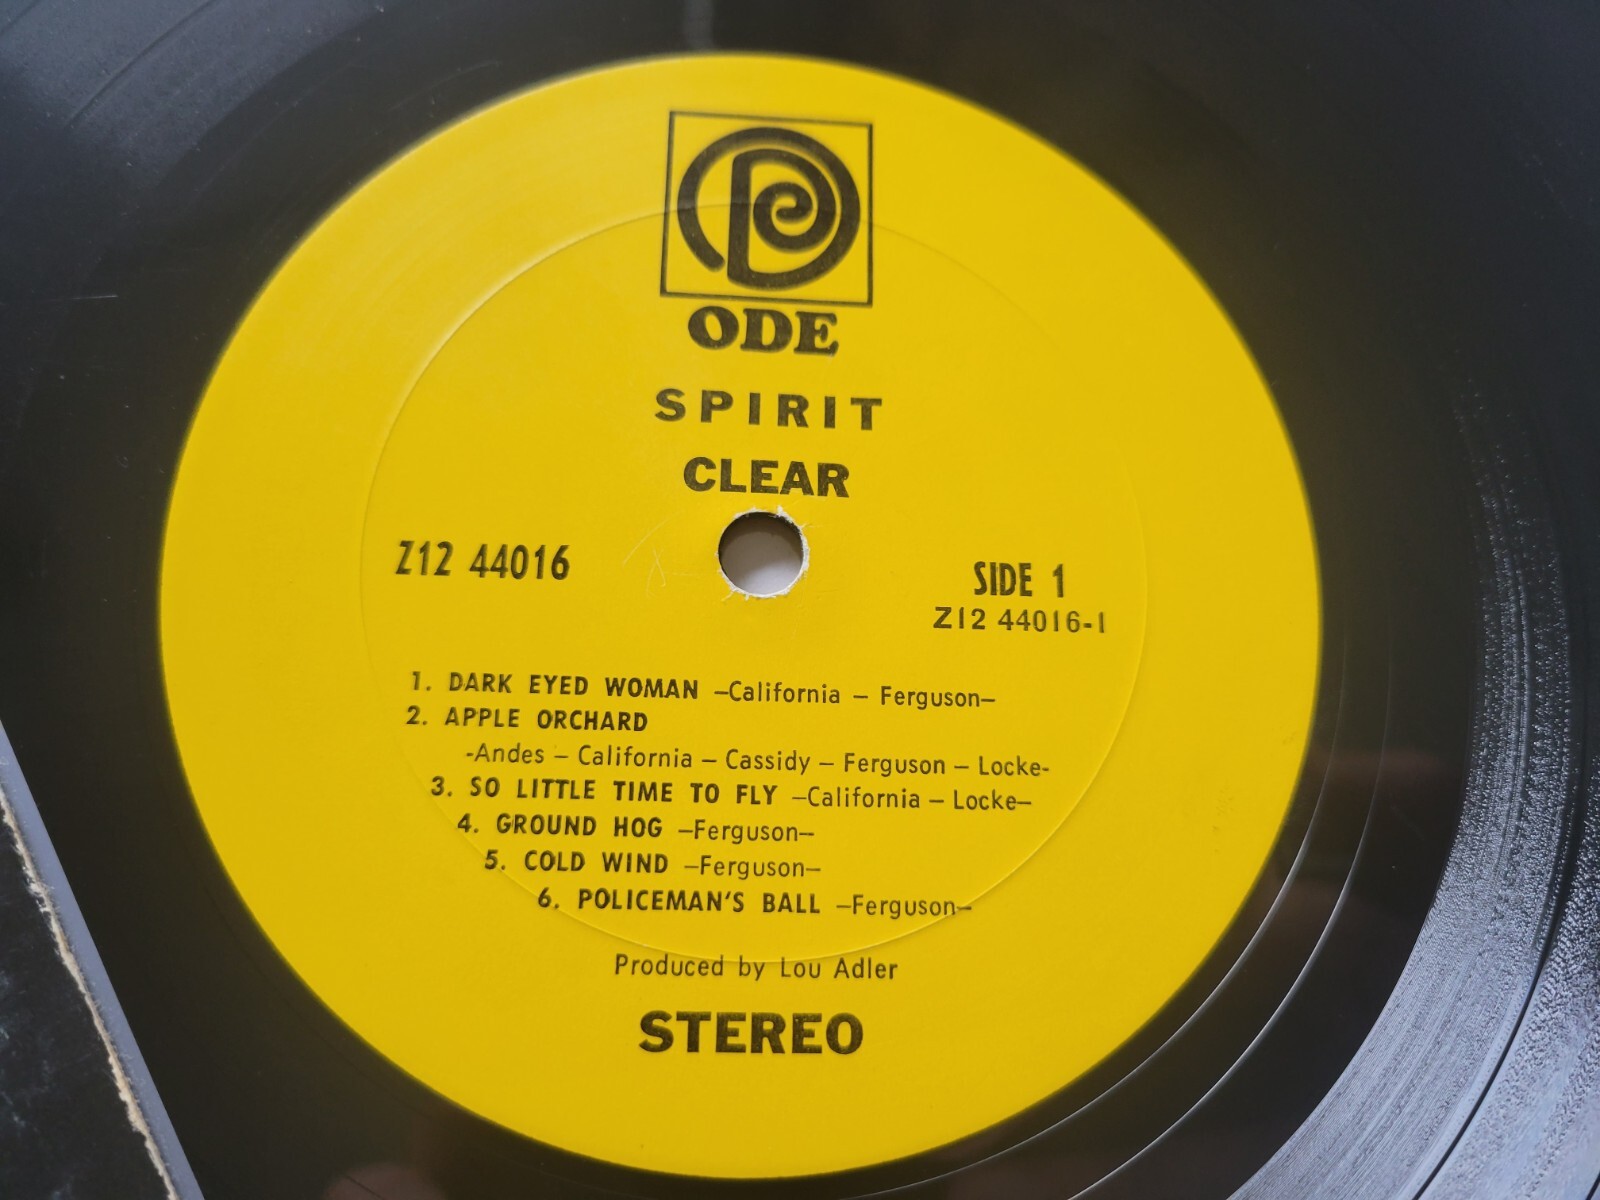 ODE
SPIRIT
CLEAR
Z12 44016
SIDE 1
Z12 44016-1
1. DARK EYED WOMAN –California – Ferguson–
2. APPLE ORCHARD
-Andes – California – Cassidy – Ferguson – Locke-
3. SO LITTLE TIME TO FLY –California – Locke–
4. GROUND HOG –Ferguson–
5. COLD WIND –Ferguson–
6. POLICEMAN'S BALL –Ferguson–
Produced by Lou Adler
STEREO